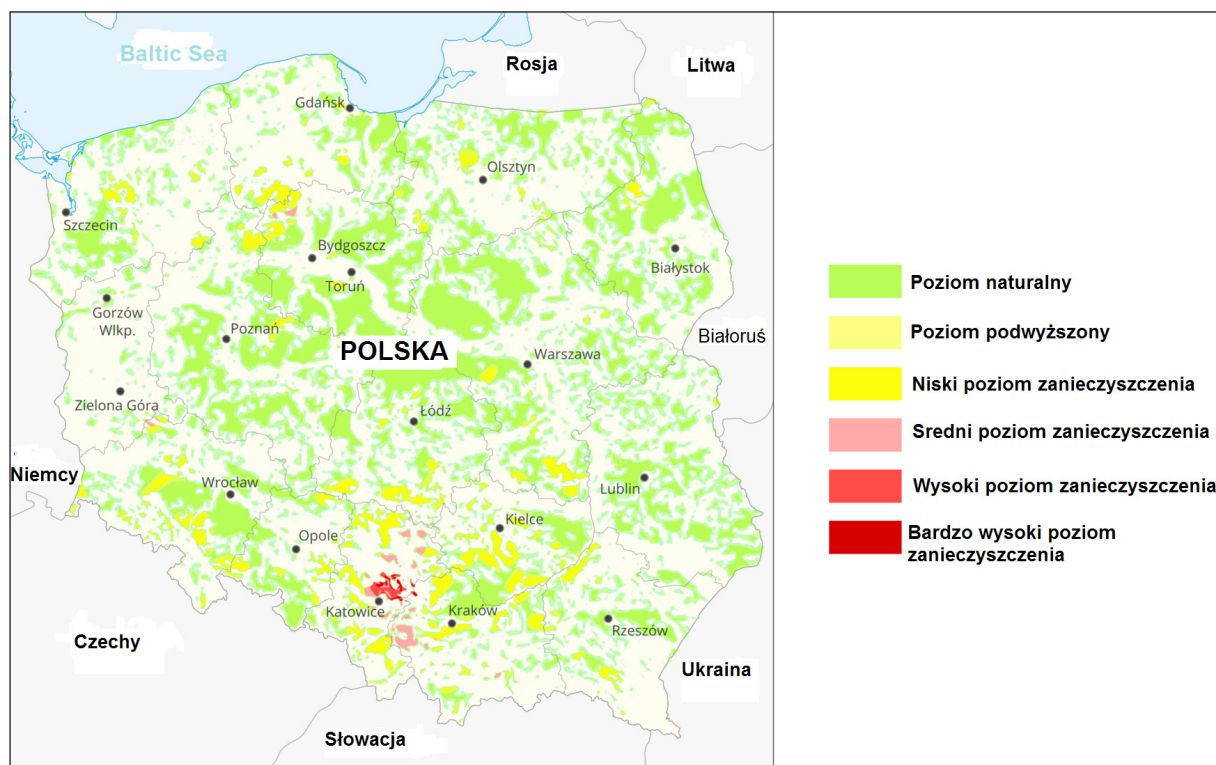 Baltic Sea
Rosja
Litwa
Gdańsk
Olsztyn
Szczecin
Bydgoszcz
Białystok
Toruń
Gorzów
Wlkp.
Poznań
POLSKA
Warszawa
Białoruś
Zielona Góra
Łódź
Niemcy
Wrocław
Lublin
Opole
Kielce
Katowice
Kraków
Rzeszów
Czechy
Ukraina
Słowacja
Poziom naturalny
Poziom podwyższony
Niski poziom zanieczyszczenia
Sredni poziom zanieczyszczenia
Wysoki poziom zanieczyszczenia
Bardzo wysoki poziom
zanieczyszczenia